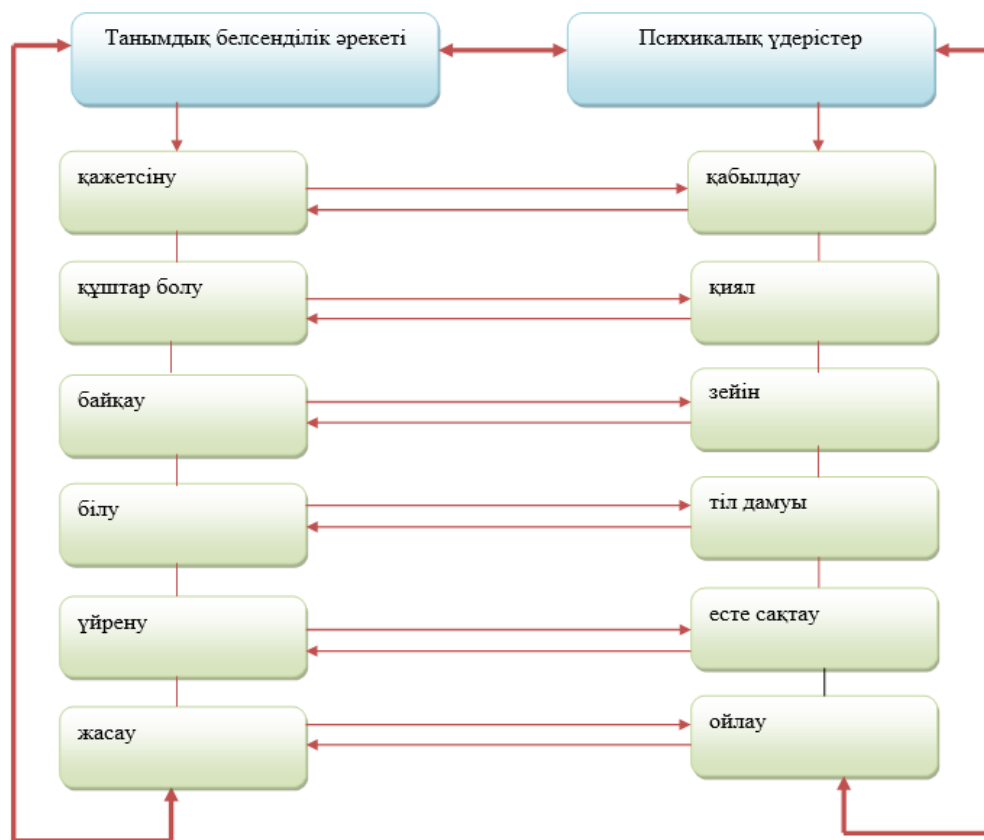 Танымдық белсенділік әрекеті
Психикалық үдерістер
қажетсіну
қабылдау
құштар болу
қиял
байқау
зейін
білу
тіл дамуы
үйрену
есте сақтау
жасау
ойлау